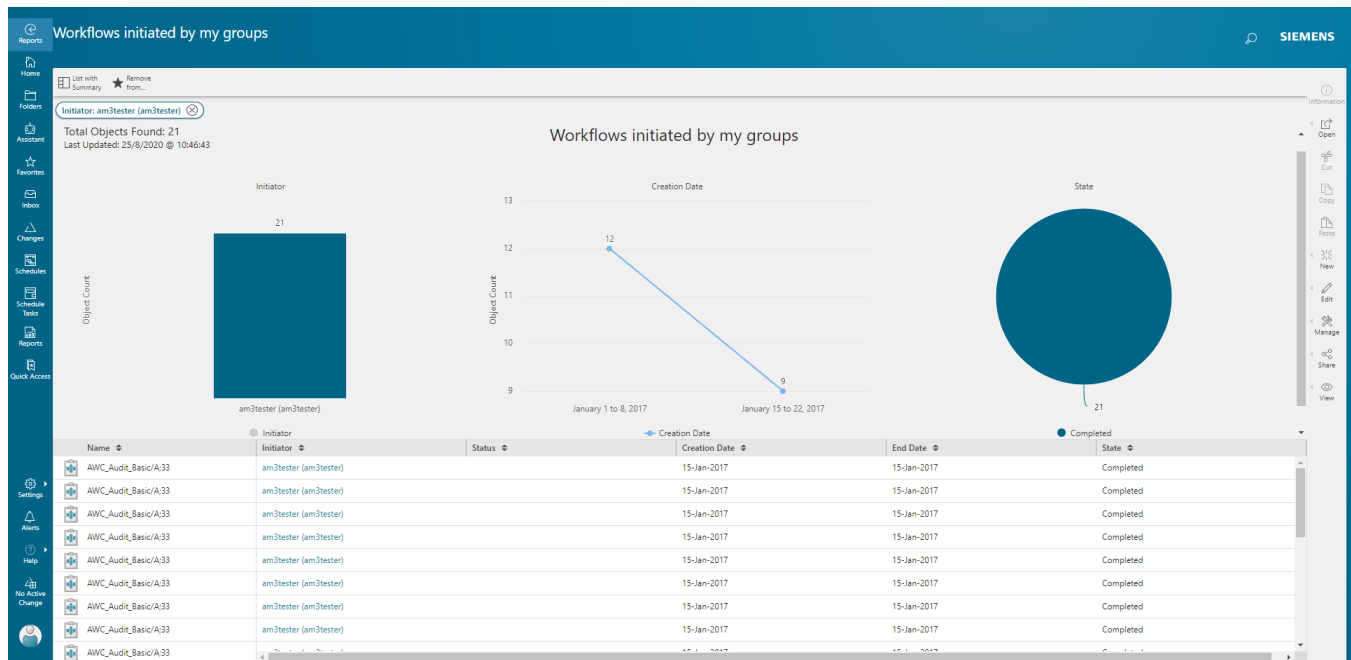 Reports
Workflows initiated by my groups
SIEMENS
Home
Folders
Assistant
Favorites
Inbox
Changes
Schedules
Schedule
Tasks
Reports
Quick Access
Settings
Alerts
Help
No Active
Change
List with
Summary
Remove
from...
Initiator: am3tester (am3tester)
Total Objects Found: 21
Last Updated: 25/8/2020 @ 10:46:43
Workflows initiated by my groups
Initiator
21
Object Count
am3tester (am3tester)
Initiator
Creation Date
13
12
11
10
9
Object Count
12
9
January 1 to 8, 2017
January 15 to 22, 2017
Creation Date
State
21
Completed
Name Initiator Status Creation Date End Date State
AWC_Audit_Basic/A;33 am3tester (am3tester) 15-Jan-2017 15-Jan-2017 Completed
AWC_Audit_Basic/A;33 am3tester (am3tester) 15-Jan-2017 15-Jan-2017 Completed
AWC_Audit_Basic/A;33 am3tester (am3tester) 15-Jan-2017 15-Jan-2017 Completed
AWC_Audit_Basic/A;33 am3tester (am3tester) 15-Jan-2017 15-Jan-2017 Completed
AWC_Audit_Basic/A;33 am3tester (am3tester) 15-Jan-2017 15-Jan-2017 Completed
AWC_Audit_Basic/A;33 am3tester (am3tester) 15-Jan-2017 15-Jan-2017 Completed
AWC_Audit_Basic/A;33 am3tester (am3tester) 15-Jan-2017 15-Jan-2017 Completed
AWC_Audit_Basic/A;33 am3tester (am3tester) 15-Jan-2017 15-Jan-2017 Completed
AWC_Audit_Basic/A;33
Information
Open
Cut
Copy
Paste
New
Edit
Manage
Share
View